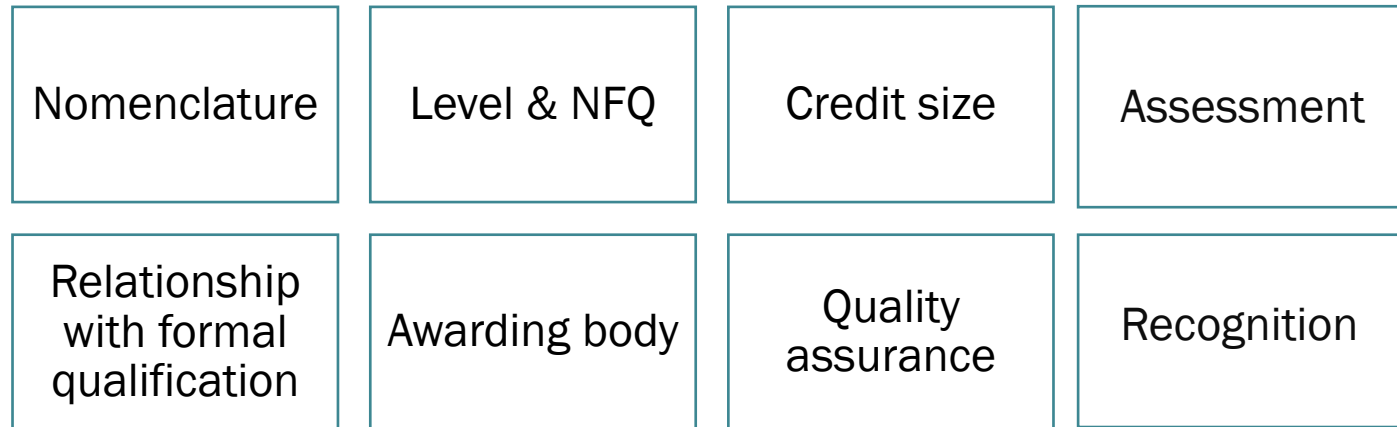 Nomenclature
Level & NFQ
Credit size
Assessment
Relationship
with formal
qualification
Awarding body
Quality
assurance
Recognition